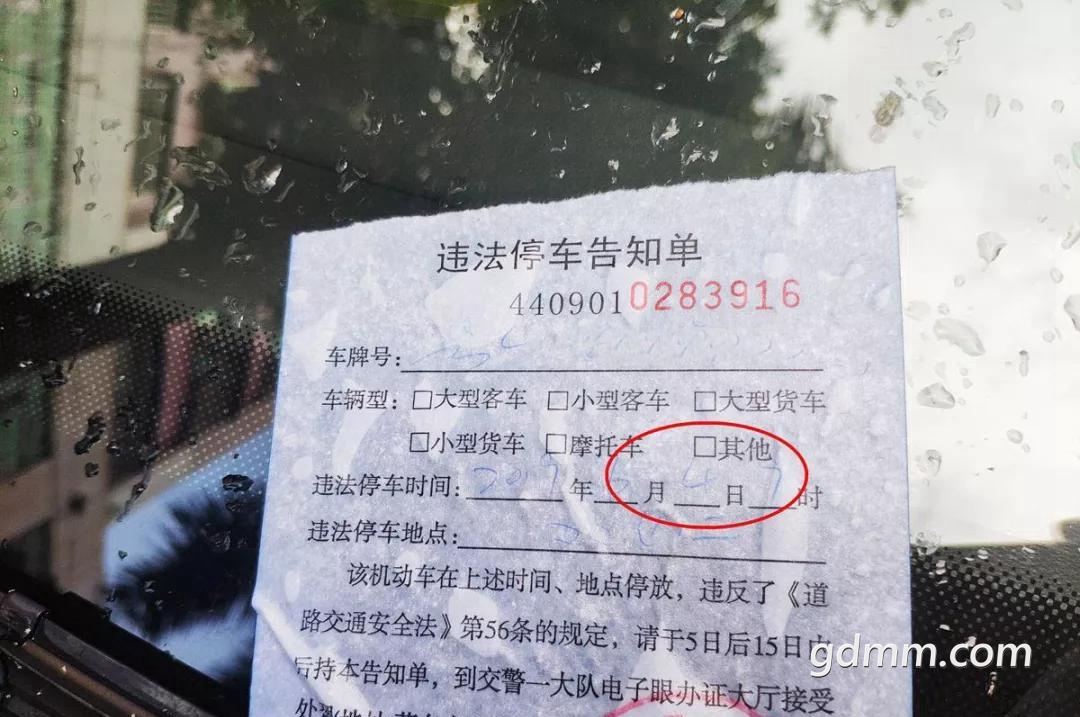 违法停车告知单
4409010283916
车牌号:
车辆型: □大型客车 □小型客车 □大型货车
□小型货车 □摩托车 □其他
违法停车时间: 年 月 4 日 时
违法停车地点:
该机动车在上述时间、地点停放,违反了《道
路交通安全法》第56条的规定,请于5日后15日内
后持本告知单,到交警一大队电子眼办证大厅接受
gdmm.com